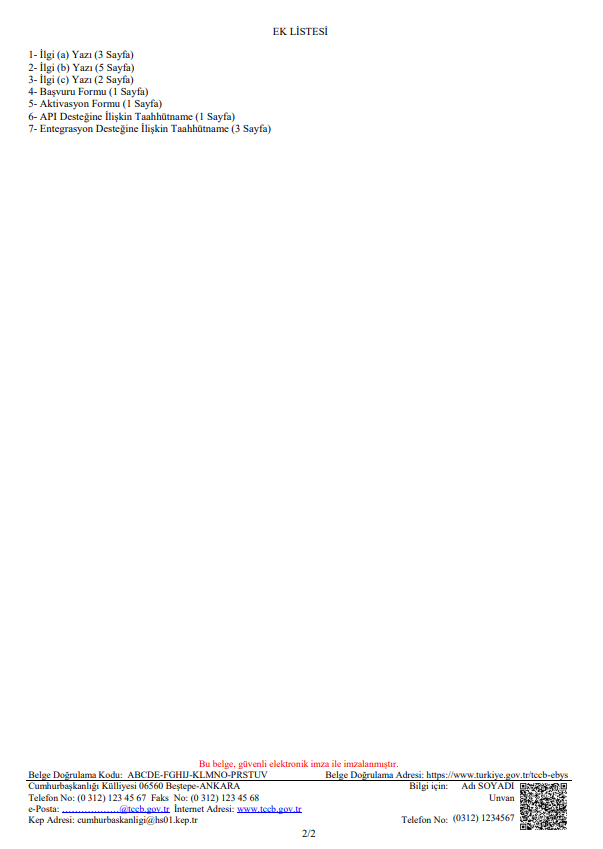 EK LİSTESİ
1- İlgi (a) Yazı (3 Sayfa)
2- İlgi (b) Yazı (5 Sayfa)
3- İlgi (c) Yazı (2 Sayfa)
4- Başvuru Formu (1 Sayfa)
5- Aktivasyon Formu (1 Sayfa)
6- API Desteğine İlişkin Taahhütname (1 Sayfa)
7- Entegrasyon Desteğine İlişkin Taahhütname (3 Sayfa)
Bu belge, güvenli elektronik imza ile imzalanmıştır.
Belge Doğrulama Kodu: ABCDE-FGHIJ-KLMNO-PRSTUV Belge Doğrulama Adresi: https://www.turkiye.gov.tr/tccb-ebys
Cumhurbaşkanlığı Külliyesi 06560 Beştepe-ANKARA Bilgi için: Adı SOYADI
Telefon No: (0 312) 123 45 67 Faks No: (0 312) 123 45 68 Unvan
e-Posta: ………………@tccb.gov.tr İnternet Adresi: www.tccb.gov.tr
Kep Adresi: cumhurbaskanligi@hs01.kep.tr Telefon No: (0312) 1234567
2/2